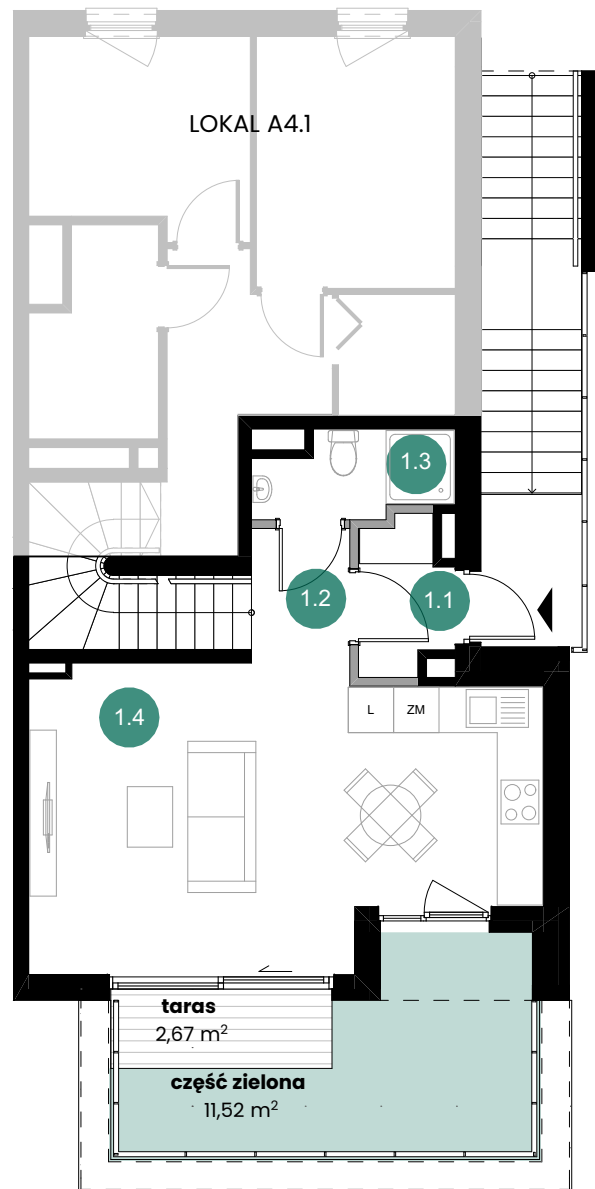 LOKAL A4.1
1.3
1.2
1.1
1.4
L
ZM
taras
2,67 m²
część zielona
11,52 m²